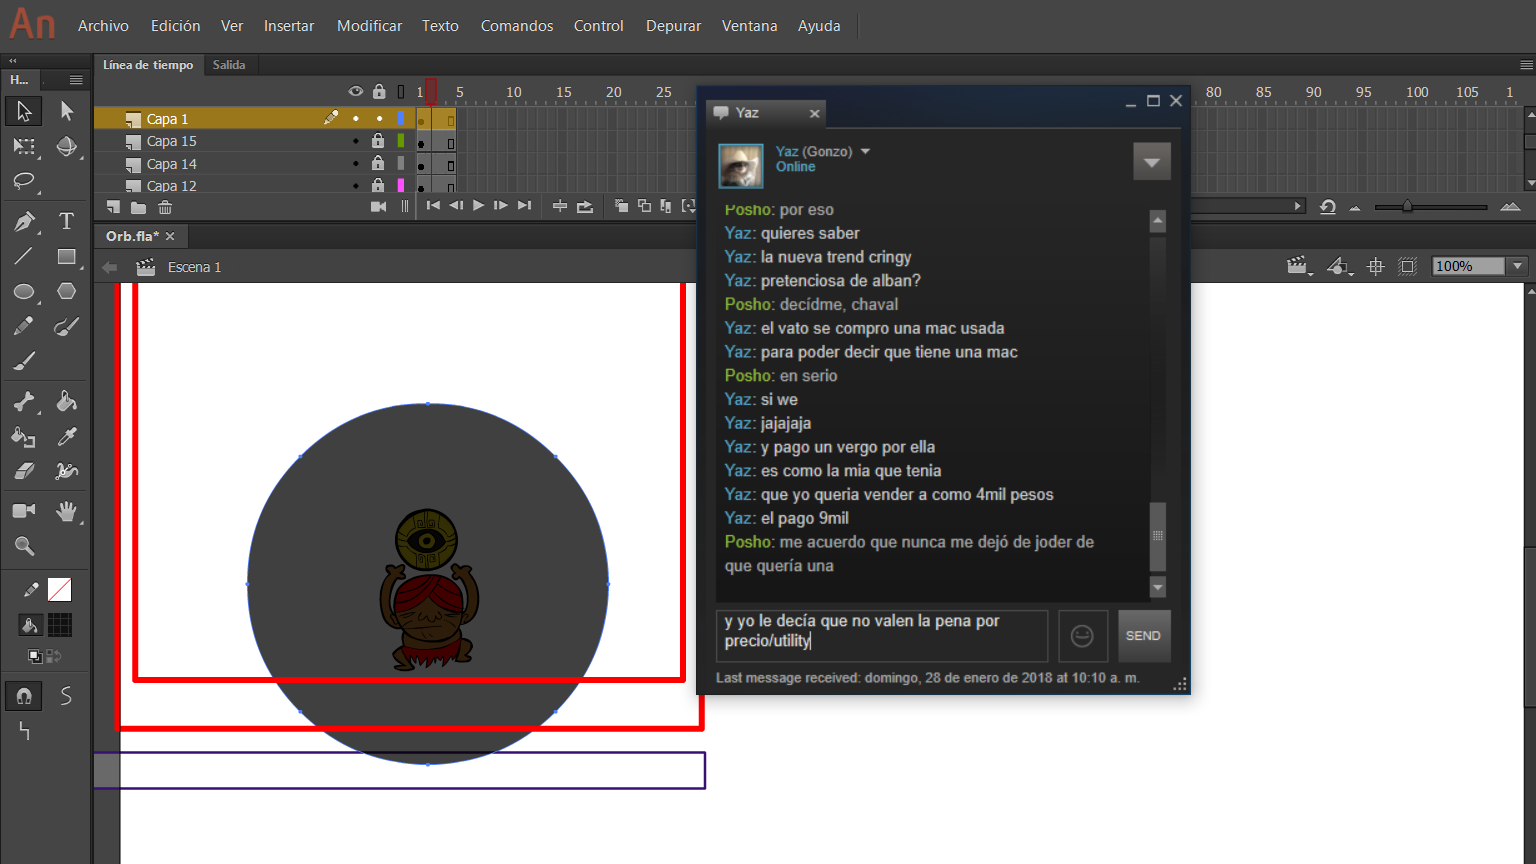 An Archivo Edición Ver Insertar Modificar Texto Comandos Control Depurar Ventana Ayuda
H...
Línea de tiempo Salida
1 5 10 15 20 25 80 85 90 95 100 105 1
Capa 1
Capa 15
Capa 14
Capa 12
Orb.fla*
Escena 1
100%
Yaz
Yaz (Gonzo)
Online
Posho: por eso
Yaz: quieres saber
Yaz: la nueva trend cringy
Yaz: pretenciosa de alban?
Posho: decídme, chaval
Yaz: el vato se compro una mac usada
Yaz: para poder decir que tiene una mac
Posho: en serio
Yaz: si we
Yaz: jajajaja
Yaz: y pago un vergo por ella
Yaz: es como la mia que tenia
Yaz: que yo queria vender a como 4mil pesos
Yaz: el pago 9mil
Posho: me acuerdo que nunca me dejó de joder de
que quería una
y yo le decía que no valen la pena por
precio/utility
SEND
Last message received: domingo, 28 de enero de 2018 at 10:10 a. m.